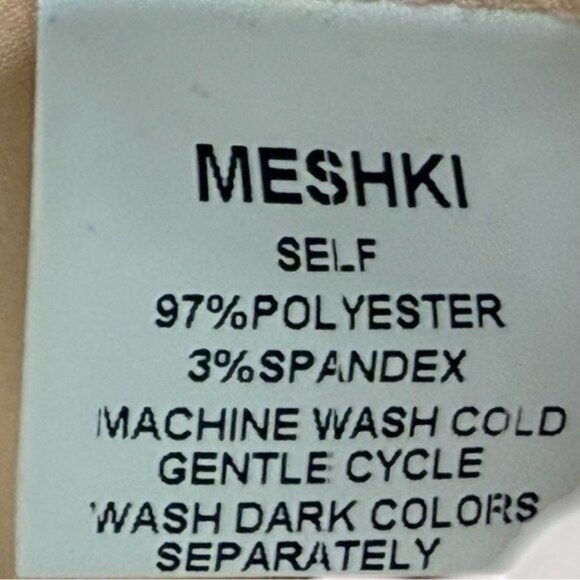 MESHKI
SELF
97%POLYESTER
3%SPANDEX
MACHINE WASH COLD
GENTLE CYCLE
WASH DARK COLORS
SEPARATELY